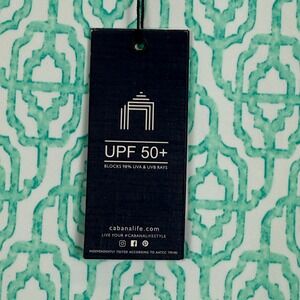 UPF 50+
BLOCKS 98% UVA & UVB RAYS
cabanalife.com
LIVE YOUR #CABANALIFESTYLE
INDEPENDENTLY TESTED ACCORDING TO AATCC TM183